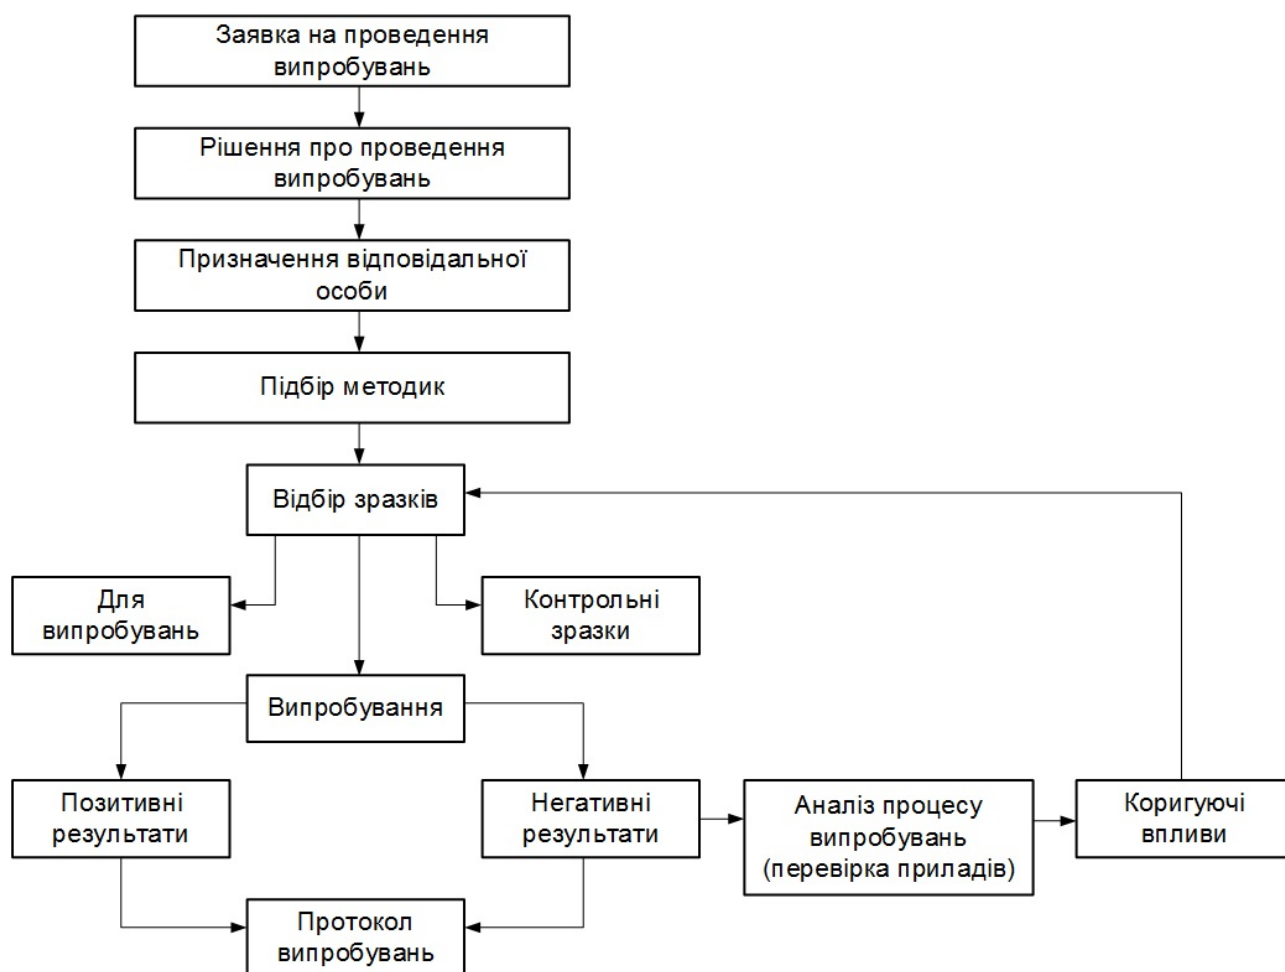 Заявка на проведення
випробувань
Рішення про проведення
випробувань
Призначення відповідальної
особи
Підбір методик
Відбір зразків
Для
випробувань
Контрольні
зразки
Випробування
Позитивні
результати
Негативні
результати
Аналіз процесу
випробувань
(перевірка приладів)
Коригуючі
впливи
Протокол
випробувань